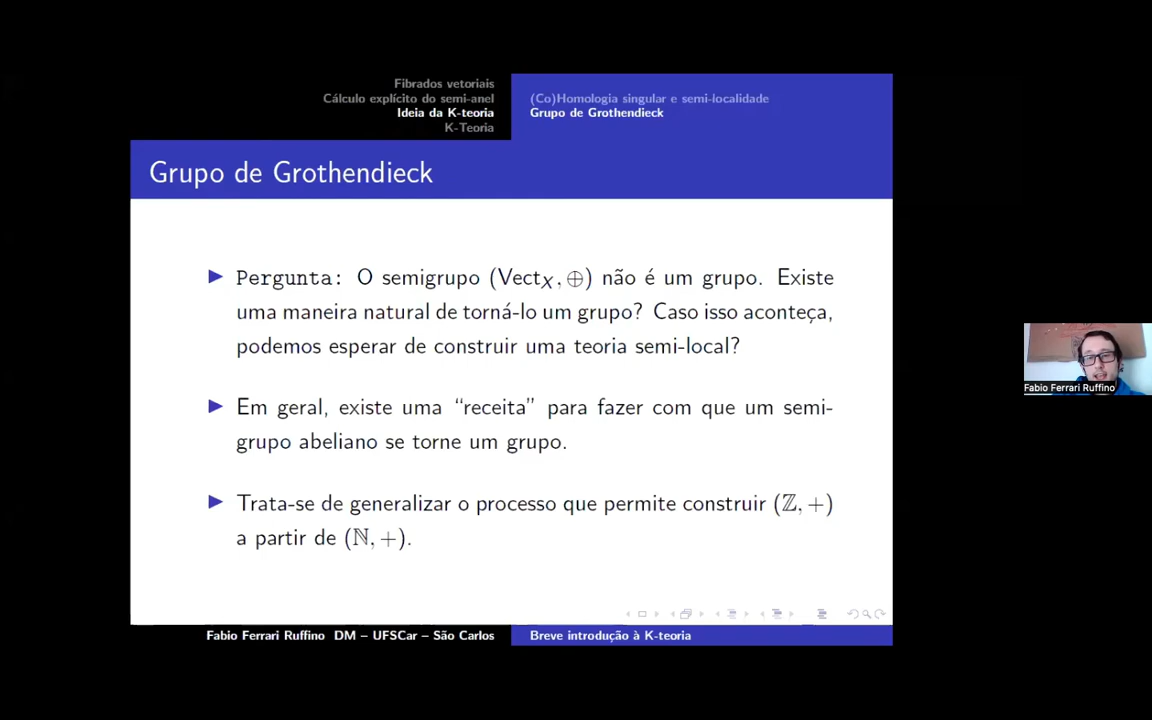 Fibrados vetoriais
Cálculo explícito do semi-anel
Ideia da K-teoria
K-Teoria
(Co)Homologia singular e semi-localidade
Grupo de Grothendieck
Grupo de Grothendieck
Pergunta: O semigrupo (Vect_X, ⊕) não é um grupo. Existe
uma maneira natural de torná-lo um grupo? Caso isso aconteça,
podemos esperar de construir uma teoria semi-local?
Em geral, existe uma “receita” para fazer com que um semi-
grupo abeliano se torne um grupo.
Trata-se de generalizar o processo que permite construir (ℤ, +)
a partir de (ℕ, +).
Fabio Ferrari Ruffino
Fabio Ferrari Ruffino DM – UFSCar – São Carlos
Breve introdução à K-teoria